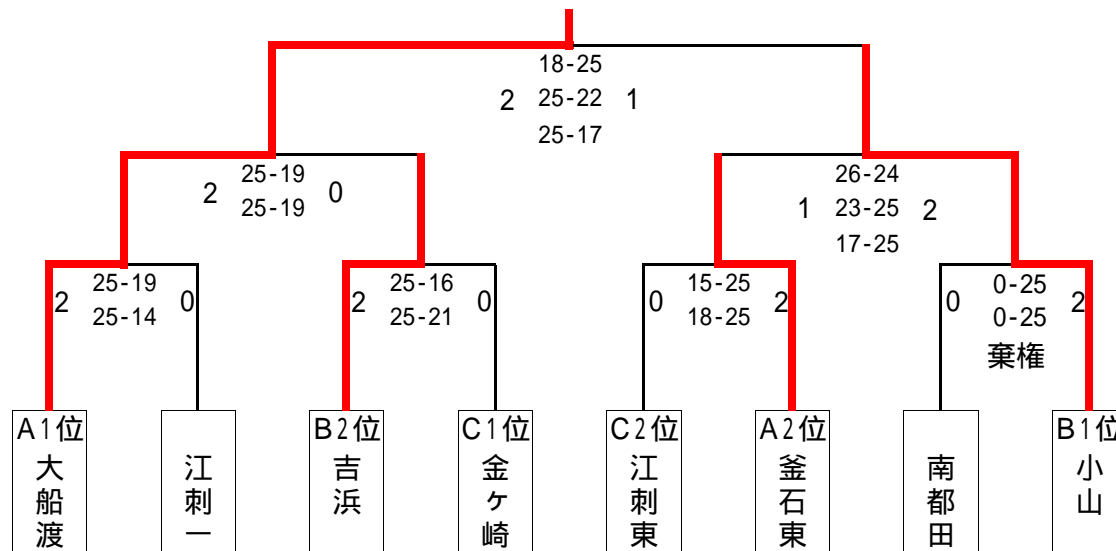 18-25
2 25-22 1
25-17
25-19
2 0
25-19
26-24
1 23-25 2
17-25
25-19
2 0
25-14
25-16
2 0
25-21
15-25
0 2
18-25
0-25
0 2
0-25
棄権
A1位
大船渡
江刺一
B2位
吉浜
C1位
金ヶ崎
C2位
江刺東
A2位
釜石東
南都田
B1位
小山